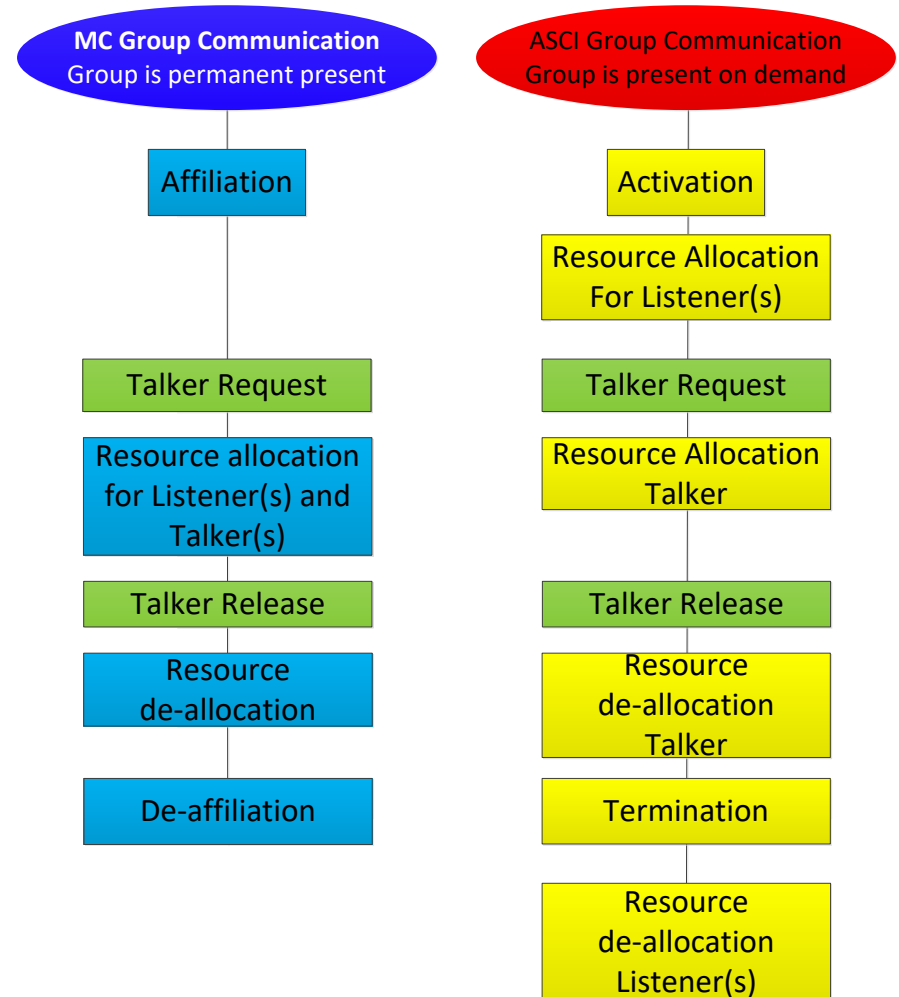 MC Group Communication
Group is permanent present
Affiliation
Talker Request
Resource allocation
for Listener(s) and
Talker(s)
Talker Release
Resource
de-allocation
De-affiliation
ASCI Group Communication
Group is present on demand
Activation
Resource Allocation
For Listener(s)
Talker Request
Resource Allocation
Talker
Talker Release
Resource
de-allocation
Talker
Termination
Resource
de-allocation
Listener(s)